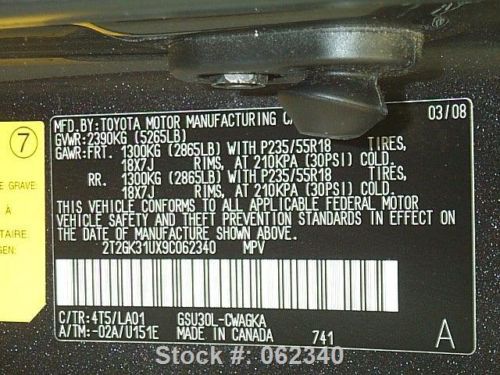 MFD. BY: TOYOTA MOTOR MANUFACTURING 03/08
GVWR: 2390KG (5265LB)
GAWR: FRT. 1300KG (2865LB) WITH P235/55R18 TIRES,
18X7J RIMS, AT 210KPA (30PSI) COLD.
RR. 1300KG (2865LB) WITH P235/55R18 TIRES,
18X7J RIMS, AT 210KPA (30PSI) COLD.
THIS VEHICLE CONFORMS TO ALL APPLICABLE FEDERAL MOTOR
VEHICLE SAFETY AND THEFT PREVENTION STANDARDS IN EFFECT
ON THE DATE OF MANUFACTURE SHOWN ABOVE.
2T2GK31UX9C062340 MPV
C/TR: 4T5/LA01 GSU30L-CWAGKA
A/TM: -02A/U151E MADE IN CANADA 741 A
7
E GRAVE.
A
TAIRE.
GEN.
Stock #: 062340